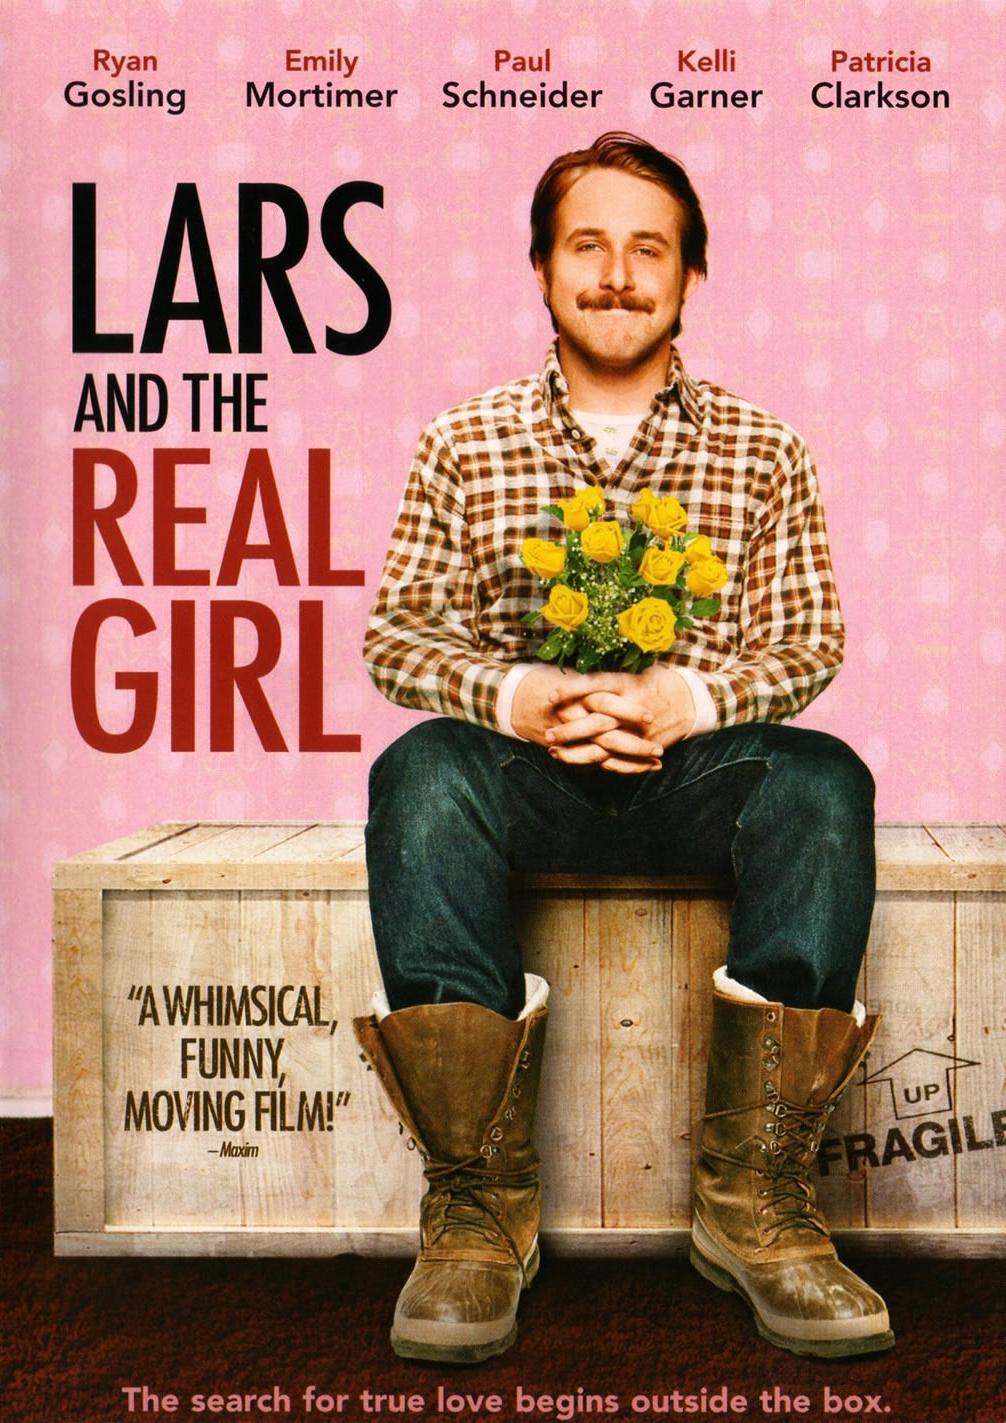 Ryan Emily Paul Kelli Patricia
Gosling Mortimer Schneider Garner Clarkson
LARS
AND THE
REAL
GIRL
“A WHIMSICAL,
FUNNY,
MOVING FILM!”
—Maxim
UP
FRAGILE
The search for true love begins outside the box.